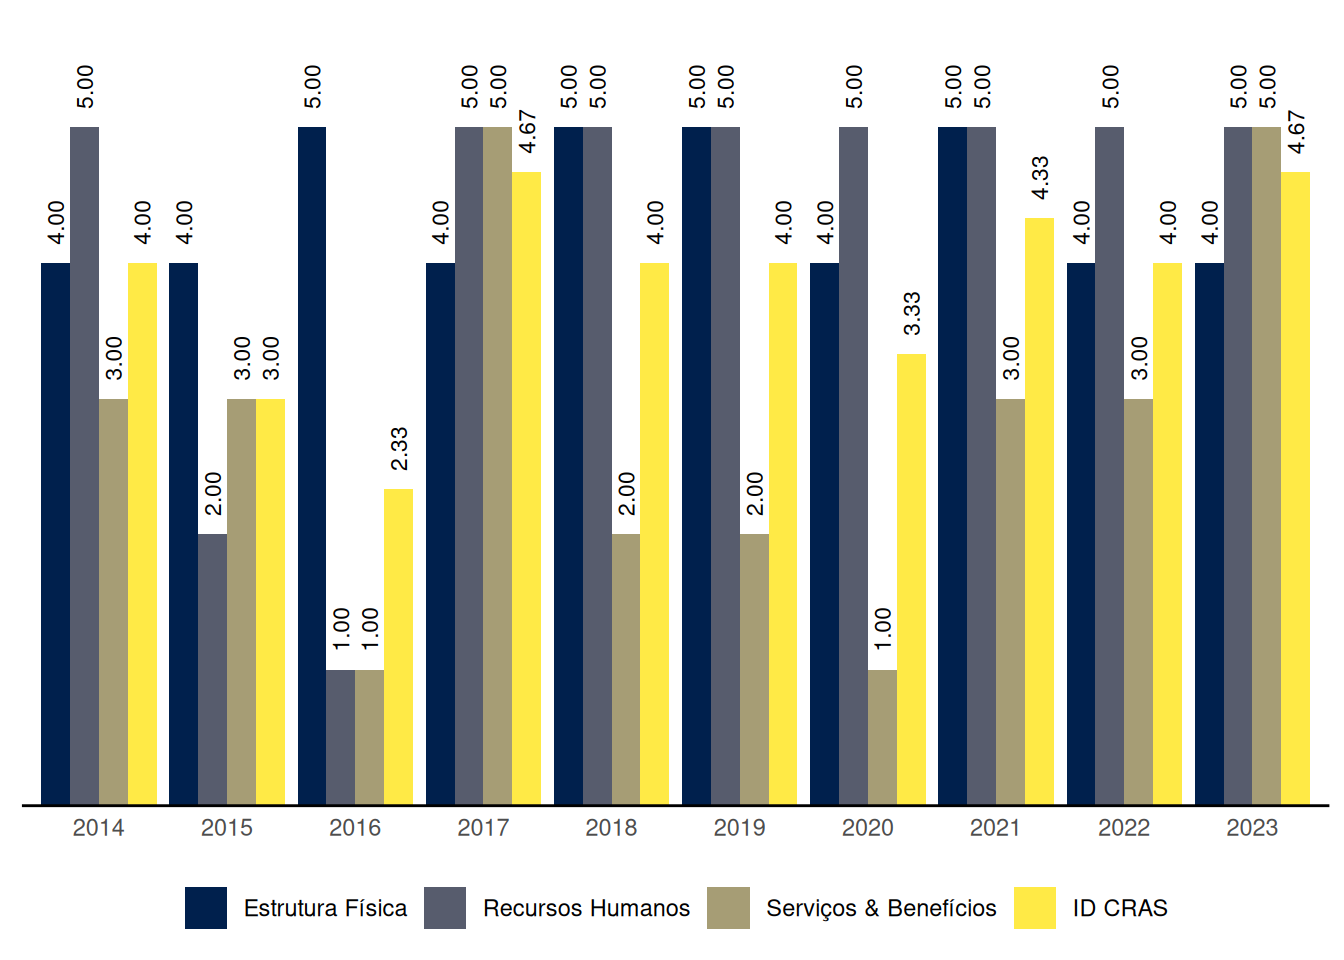 4.00 5.00 3.00 4.00 4.00 2.00 3.00 3.00 5.00 1.00 1.00 2.33 4.00 5.00 5.00 4.67 5.00 5.00 2.00 4.00 5.00 5.00 2.00 4.00 4.00 5.00 1.00 3.33 5.00 5.00 3.00 4.33 4.00 5.00 3.00 4.00 4.00 5.00 5.00 4.67
2014 2015 2016 2017 2018 2019 2020 2021 2022 2023
Estrutura Física Recursos Humanos Serviços & Benefícios ID CRAS